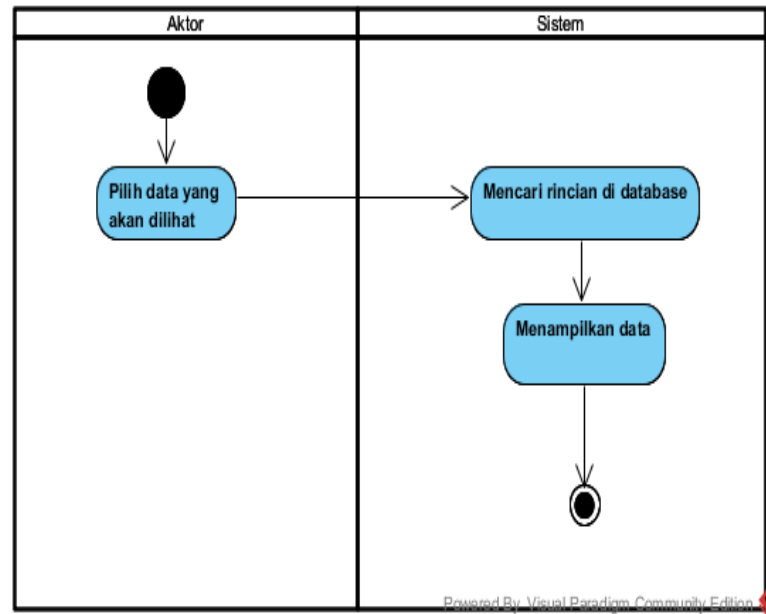 Aktor
Sistem
Pilih data yang
akan dilihat
Mencari rincian di database
Menampilkan data
Powered By Visual Paradigm Community Edition